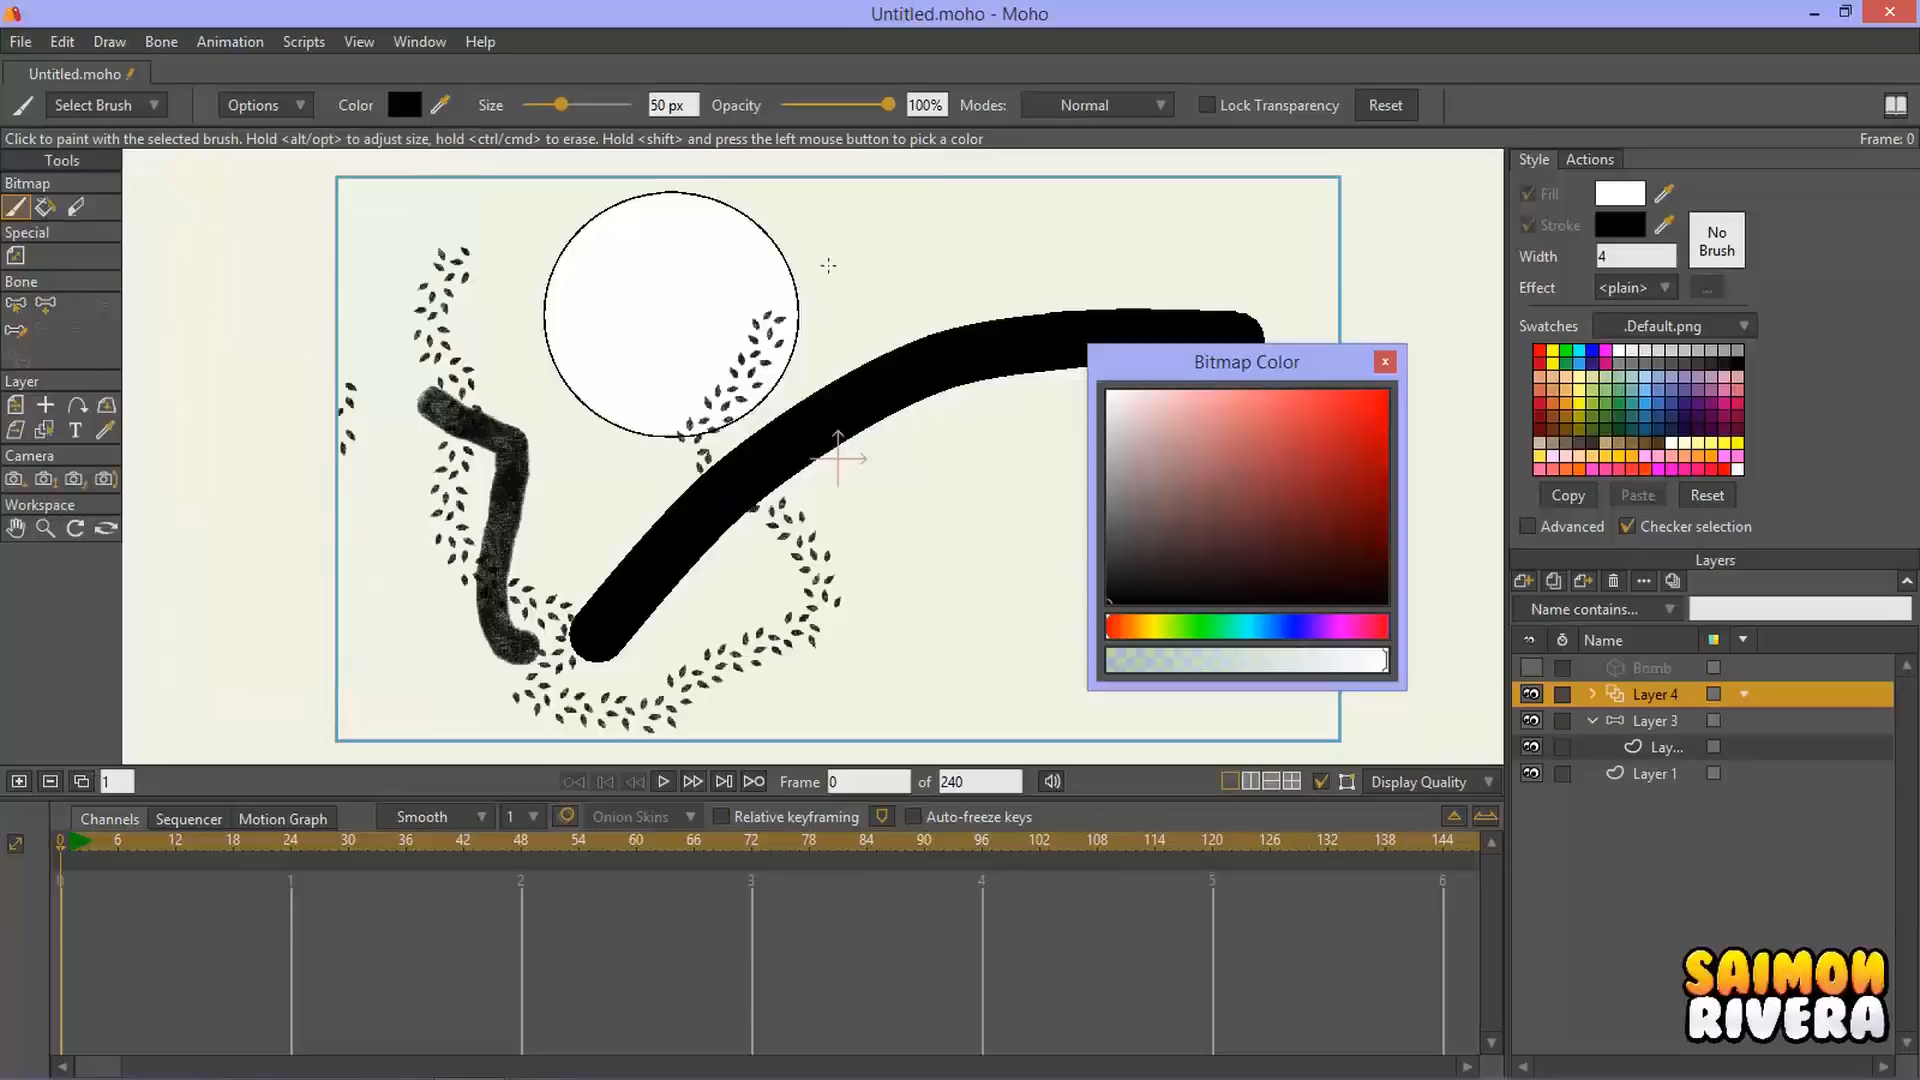 Untitled.moho - Moho
File Edit Draw Bone Animation Scripts View Window Help
Untitled.moho
Select Brush Options Color Size 50 px Opacity 100% Modes: Normal Lock Transparency Reset
Click to paint with the selected brush. Hold <alt/opt> to adjust size, hold <ctrl/cmd> to erase. Hold <shift> and press the left mouse button to pick a color Frame: 0
Tools
Bitmap
Special
Bone
Layer
Camera
Workspace
Bitmap Color
Style Actions
Fill
Stroke
No Brush
Width 4
Effect <plain> ...
Swatches .Default.png
Copy Paste Reset
Advanced Checker selection
Layers
Name contains...
Name
Bomb
Layer 4
Layer 3
Lay...
Layer 1
1 Frame 0 of 240 Display Quality
Channels Sequencer Motion Graph Smooth 1 Onion Skins Relative keyframing Auto-freeze keys
0 6 12 18 24 30 36 42 48 54 60 66 72 78 84 90 96 102 108 114 120 126 132 138 144
0 1 2 3 4 5 6
SAIMON
RIVERA